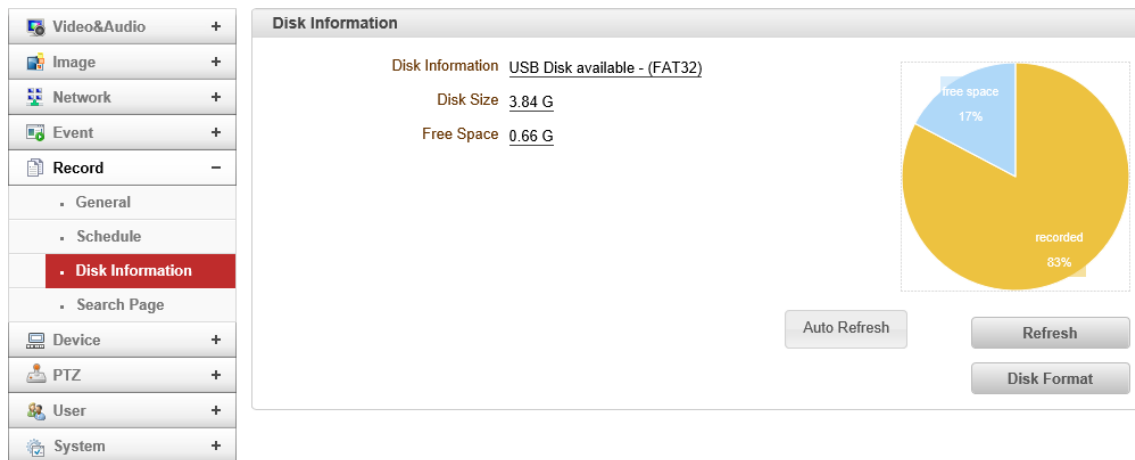 Video&Audio +
Image +
Network +
Event +
Record −
General
Schedule
Disk Information
Search Page
Device +
PTZ +
User +
System +
Disk Information
Disk Information USB Disk available - (FAT32)
Disk Size 3.84 G
Free Space 0.66 G
free space
17%
recorded
83%
Auto Refresh
Refresh
Disk Format